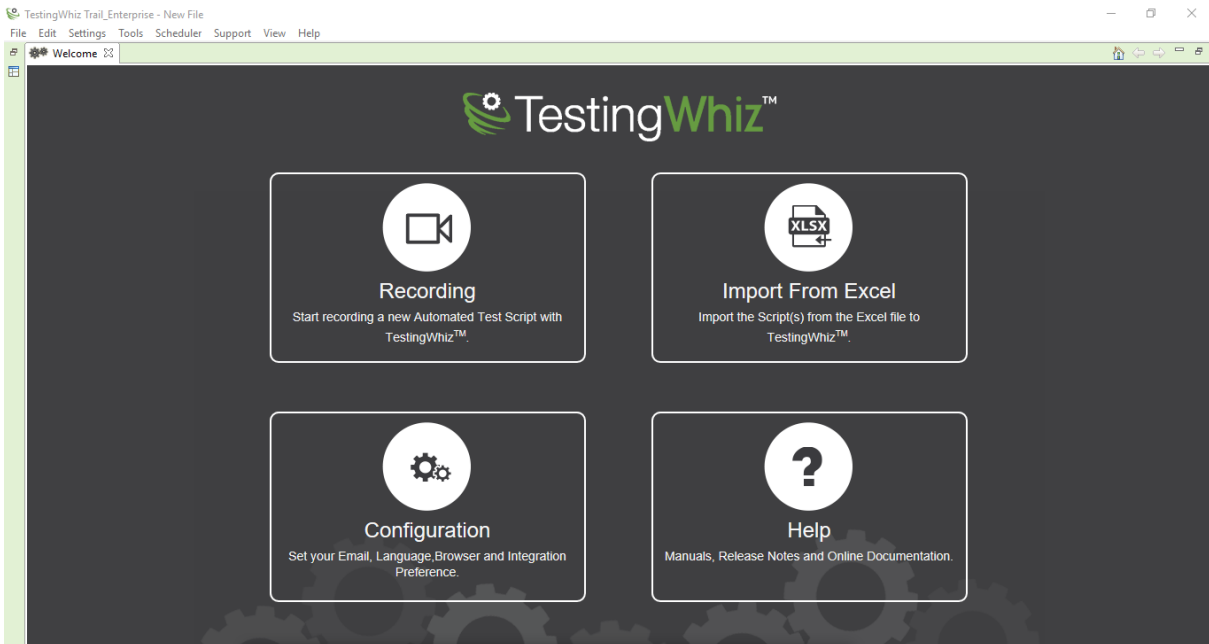 TestingWhiz Trail_Enterprise - New File
File Edit Settings Tools Scheduler Support View Help
Welcome
TestingWhiz™
Recording
Start recording a new Automated Test Script with
TestingWhiz™.
XLSX
Import From Excel
Import the Script(s) from the Excel file to
TestingWhiz™.
Configuration
Set your Email, Language,Browser and Integration
Preference.
?
Help
Manuals, Release Notes and Online Documentation.